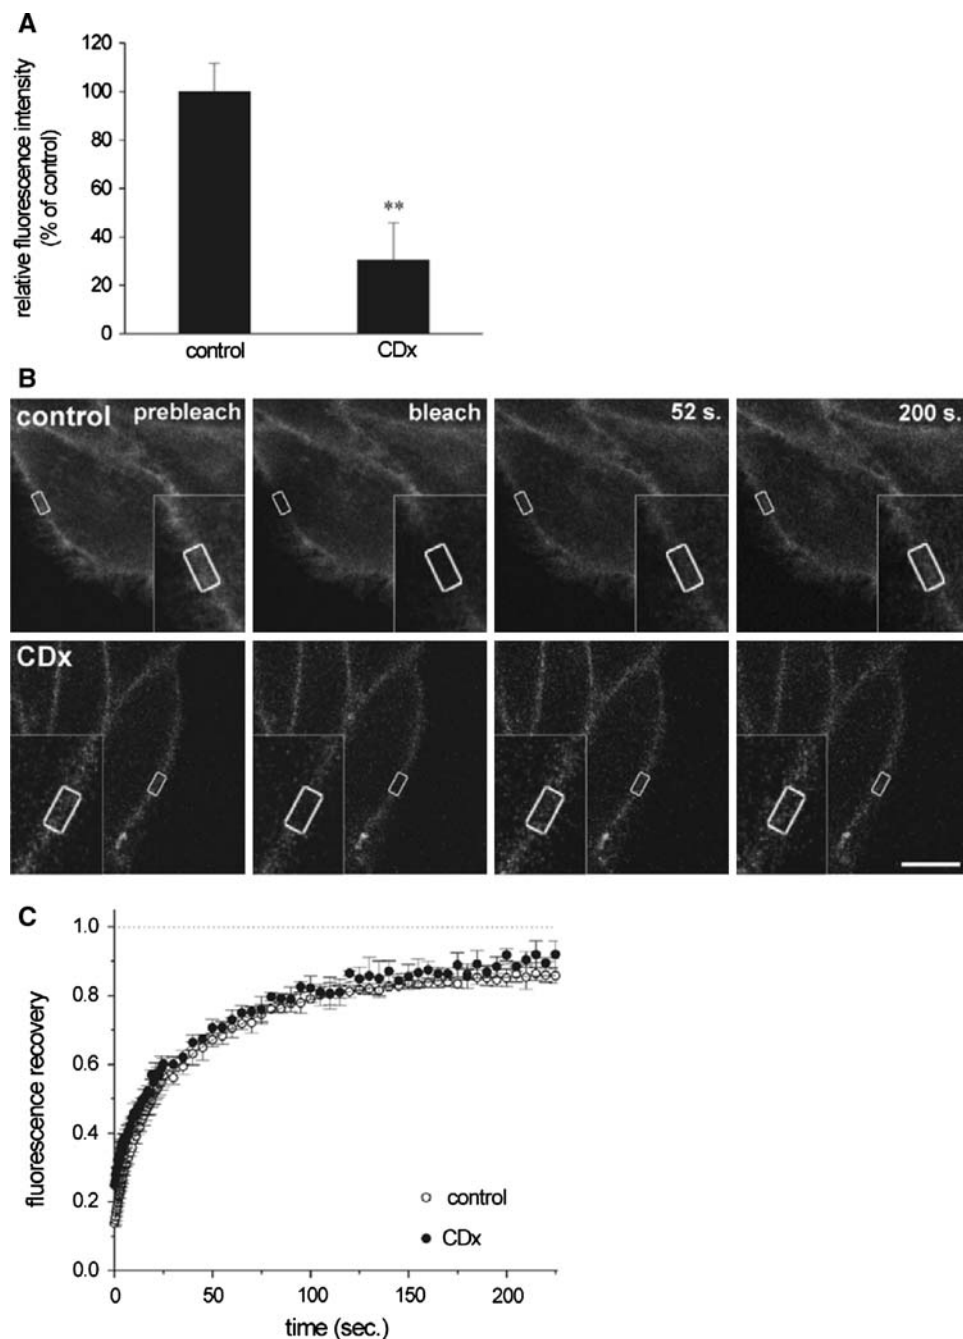 A
relative fluorescence intensity
(% of control)
120
100
80
60
40
20
0
**
control
CDx
B
control
prebleach
bleach
52 s.
200 s.
CDx
C
fluorescence recovery
1.0
0.8
0.6
0.4
0.2
0.0
control
CDx
0
50
100
150
200
time (sec.)